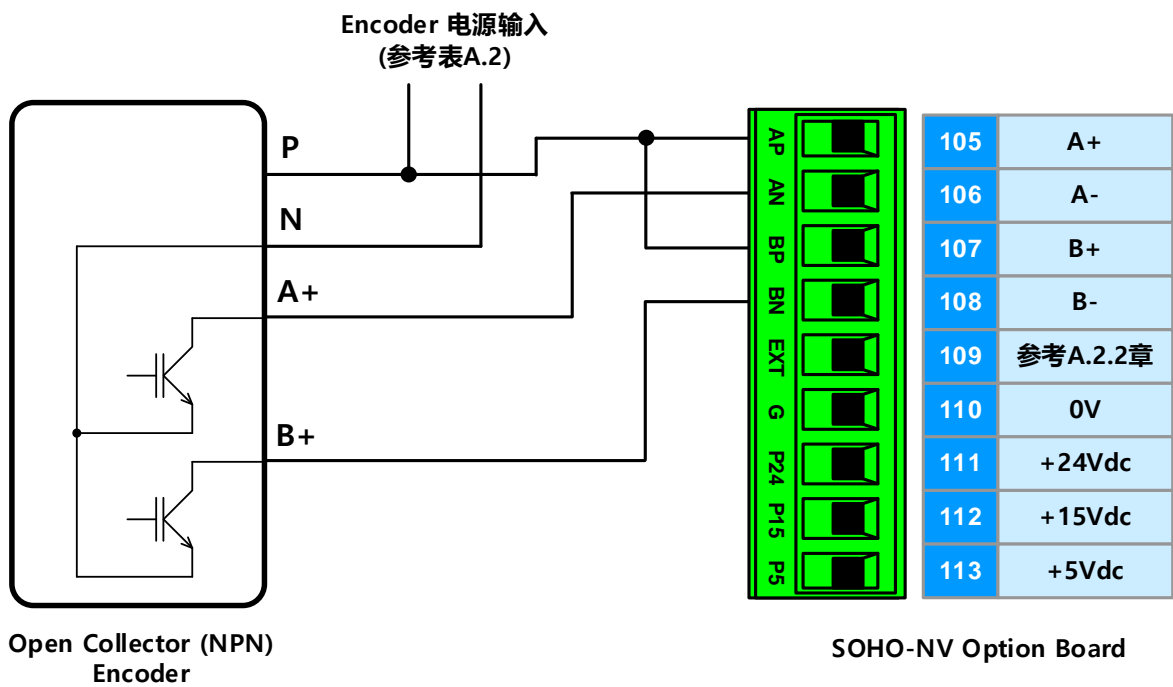 Encoder 电源输入
(参考表A.2)
P
N
A+
B+
AP
AN
BP
BN
EXT
G
P24
P15
P5
105 A+
106 A-
107 B+
108 B-
109 参考A.2.2章
110 0V
111 +24Vdc
112 +15Vdc
113 +5Vdc
Open Collector (NPN)
Encoder
SOHO-NV Option Board